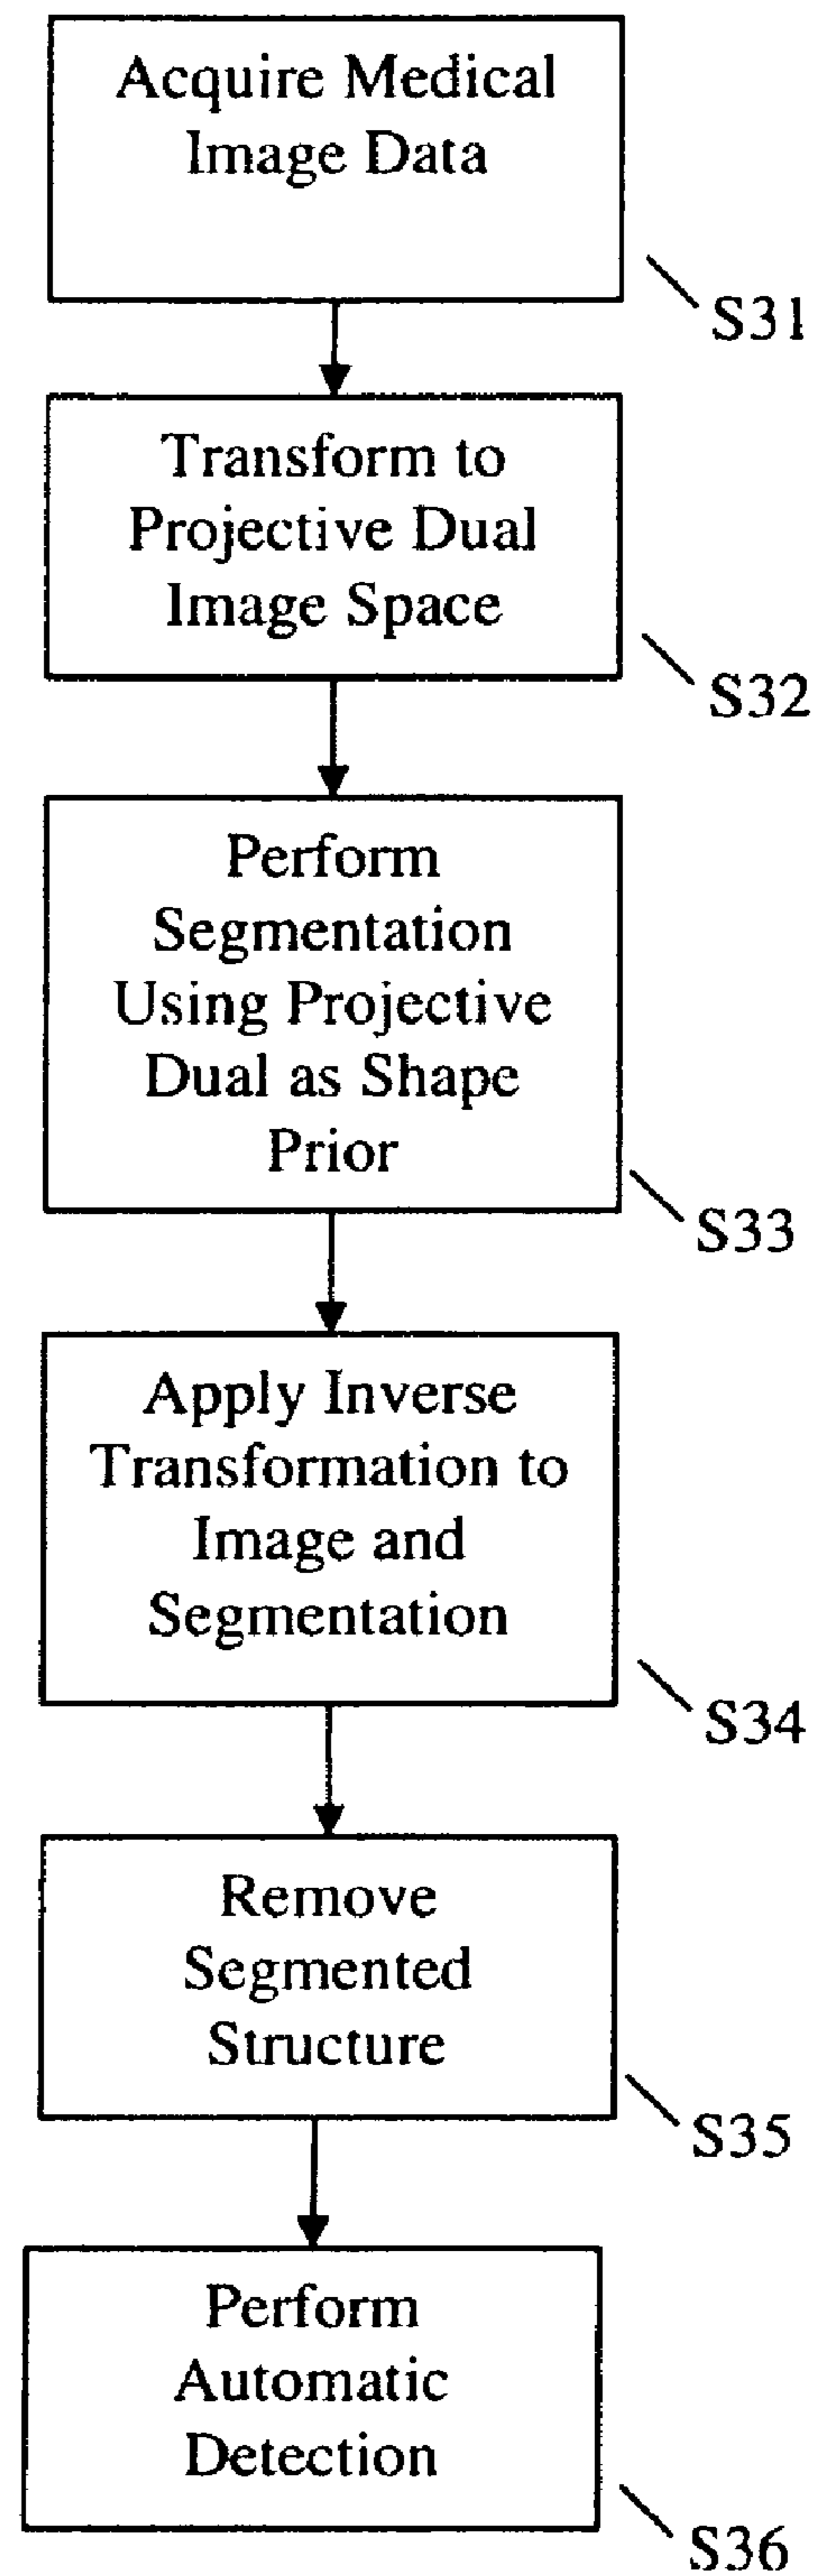 Acquire Medical
Image Data
S31
Transform to
Projective Dual
Image Space
S32
Perform
Segmentation
Using Projective
Dual as Shape
Prior
S33
Apply Inverse
Transformation to
Image and
Segmentation
S34
Remove
Segmented
Structure
S35
Perform
Automatic
Detection
S36